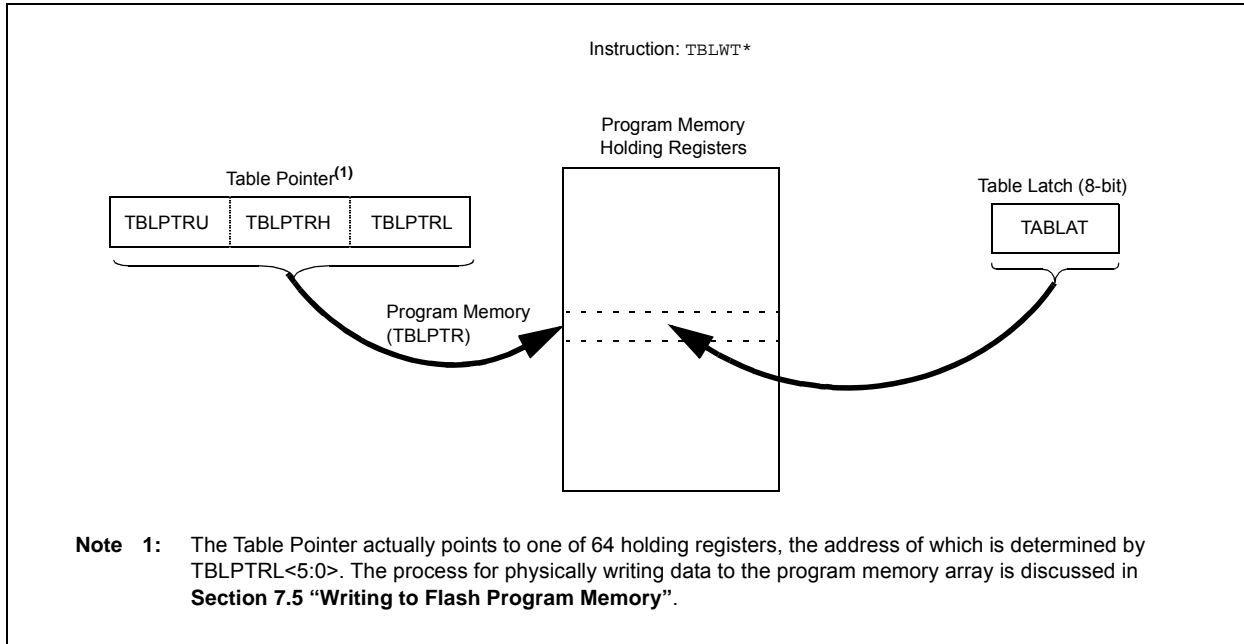 Instruction: TBLWT*
Program Memory
Holding Registers
Table Pointer(1)
Table Latch (8-bit)
TBLPTRU TBLPTRH TBLPTRL
TABLAT
Program Memory
(TBLPTR)
Note 1: The Table Pointer actually points to one of 64 holding registers, the address of which is determined by
TBLPTRL<5:0>. The process for physically writing data to the program memory array is discussed in
Section 7.5 “Writing to Flash Program Memory”.